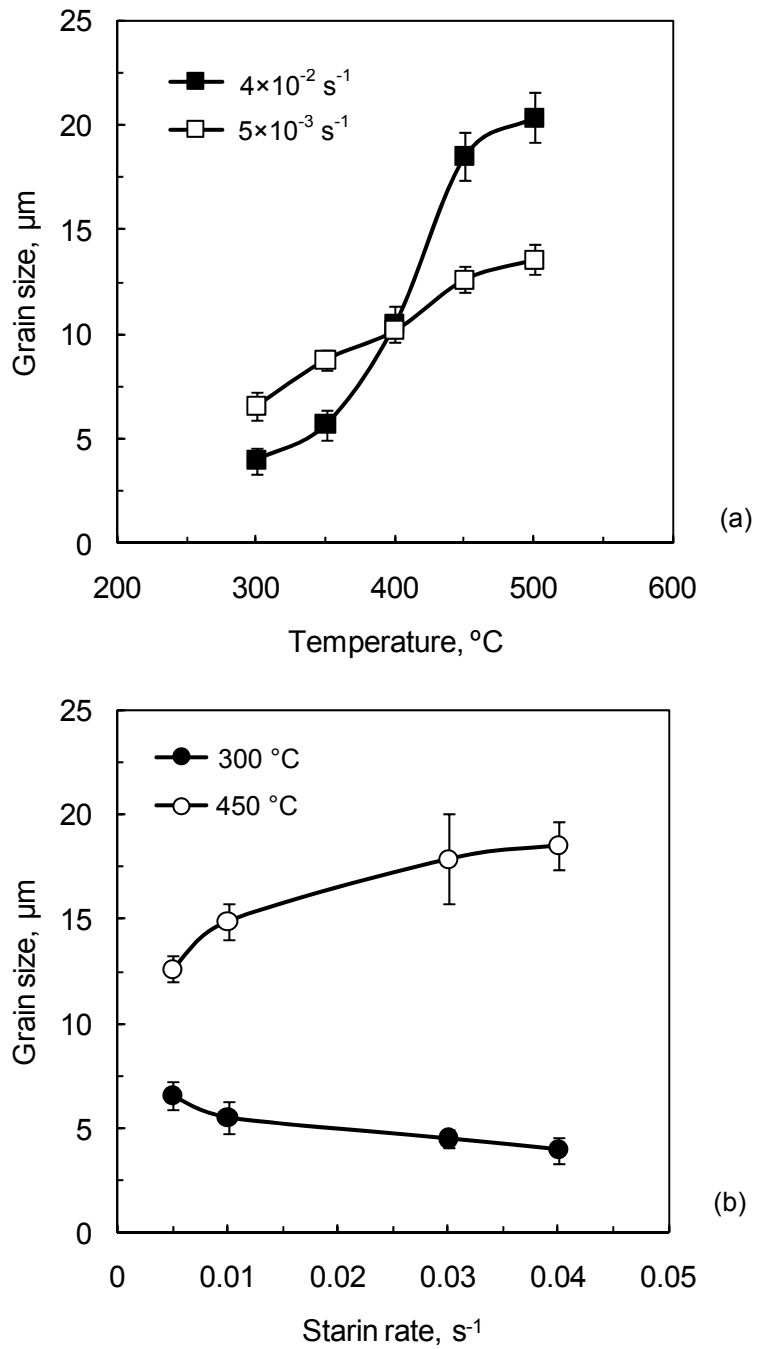 25
20
15
10
5
0
Grain size, µm
4×10⁻² s⁻¹
5×10⁻³ s⁻¹
200 300 400 500 600
Temperature, ºC
(a)
25
20
15
10
5
0
Grain size, µm
300 °C
450 °C
0 0.01 0.02 0.03 0.04 0.05
Starin rate, s⁻¹
(b)